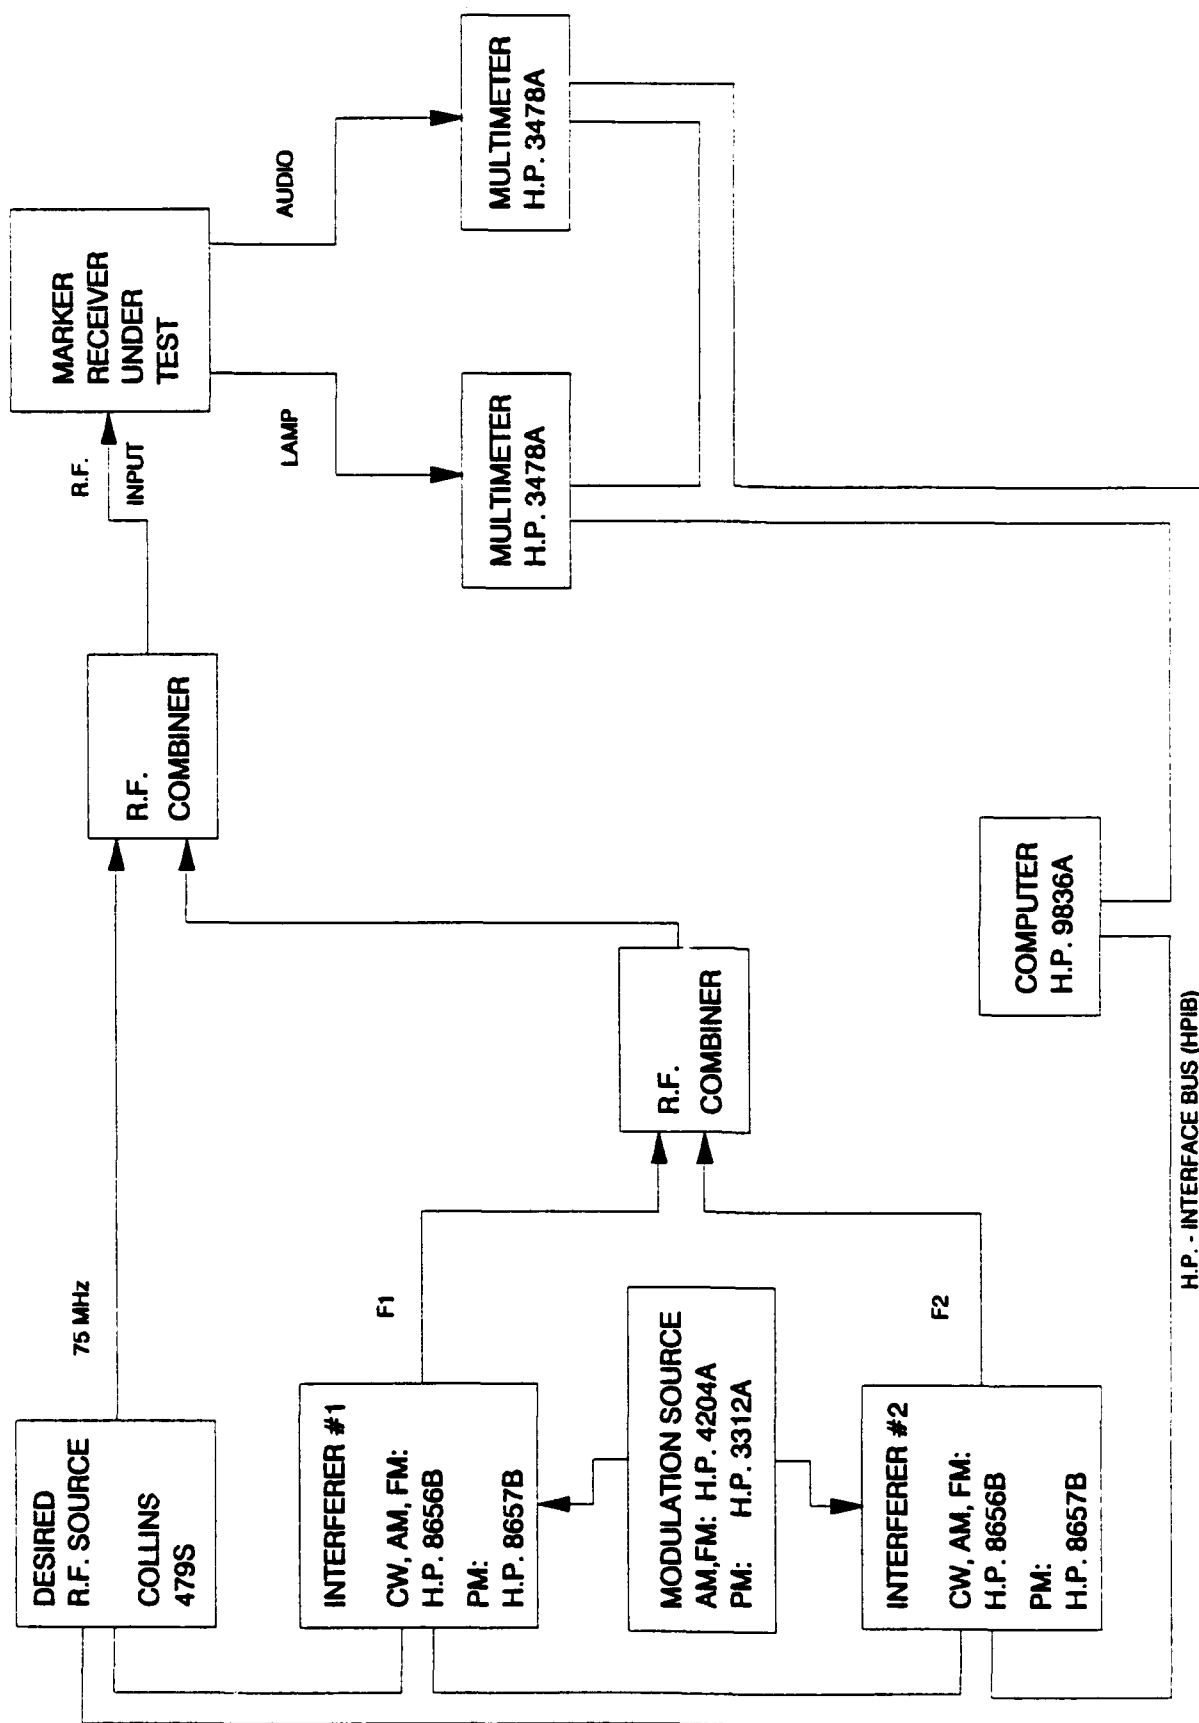 DESIRED
R.F. SOURCE
COLLINS
479S
75 MHz
INTERFERER #1
CW, AM, FM:
H.P. 8656B
PM:
H.P. 8657B
F1
MODULATION SOURCE
AM,FM: H.P. 4204A
PM: H.P. 3312A
INTERFERER #2
CW, AM, FM:
H.P. 8656B
PM:
H.P. 8657B
F2
R.F.
COMBINER
R.F.
COMBINER
R.F.
INPUT
MARKER
RECEIVER
UNDER
TEST
LAMP
AUDIO
MULTIMETER
H.P. 3478A
MULTIMETER
H.P. 3478A
COMPUTER
H.P. 9836A
H.P. - INTERFACE BUS (HPIB)